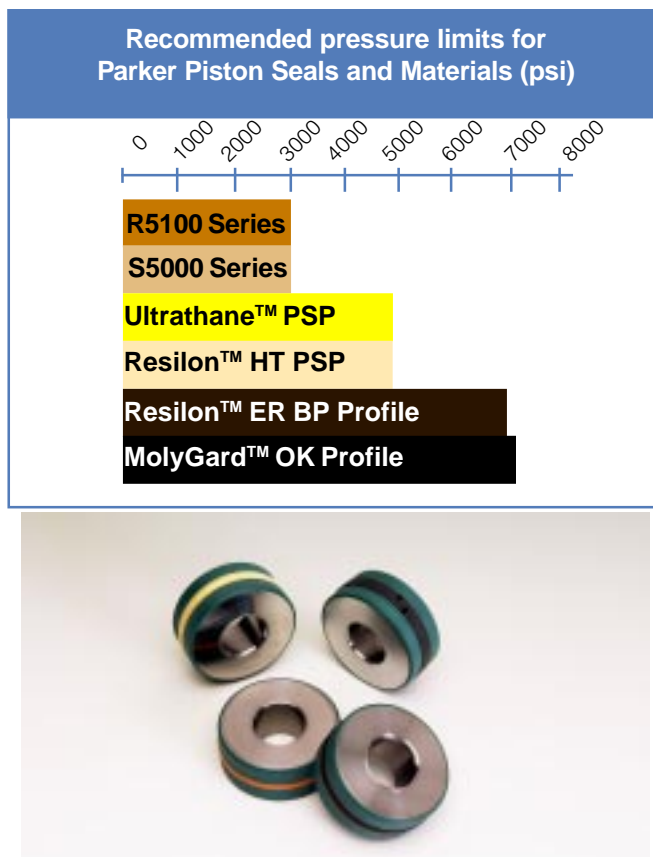 Recommended pressure limits for
Parker Piston Seals and Materials (psi)
0 1000 2000 3000 4000 5000 6000 7000 8000
R5100 Series
S5000 Series
Ultrathane™ PSP
Resilon™ HT PSP
Resilon™ ER BP Profile
MolyGard™ OK Profile